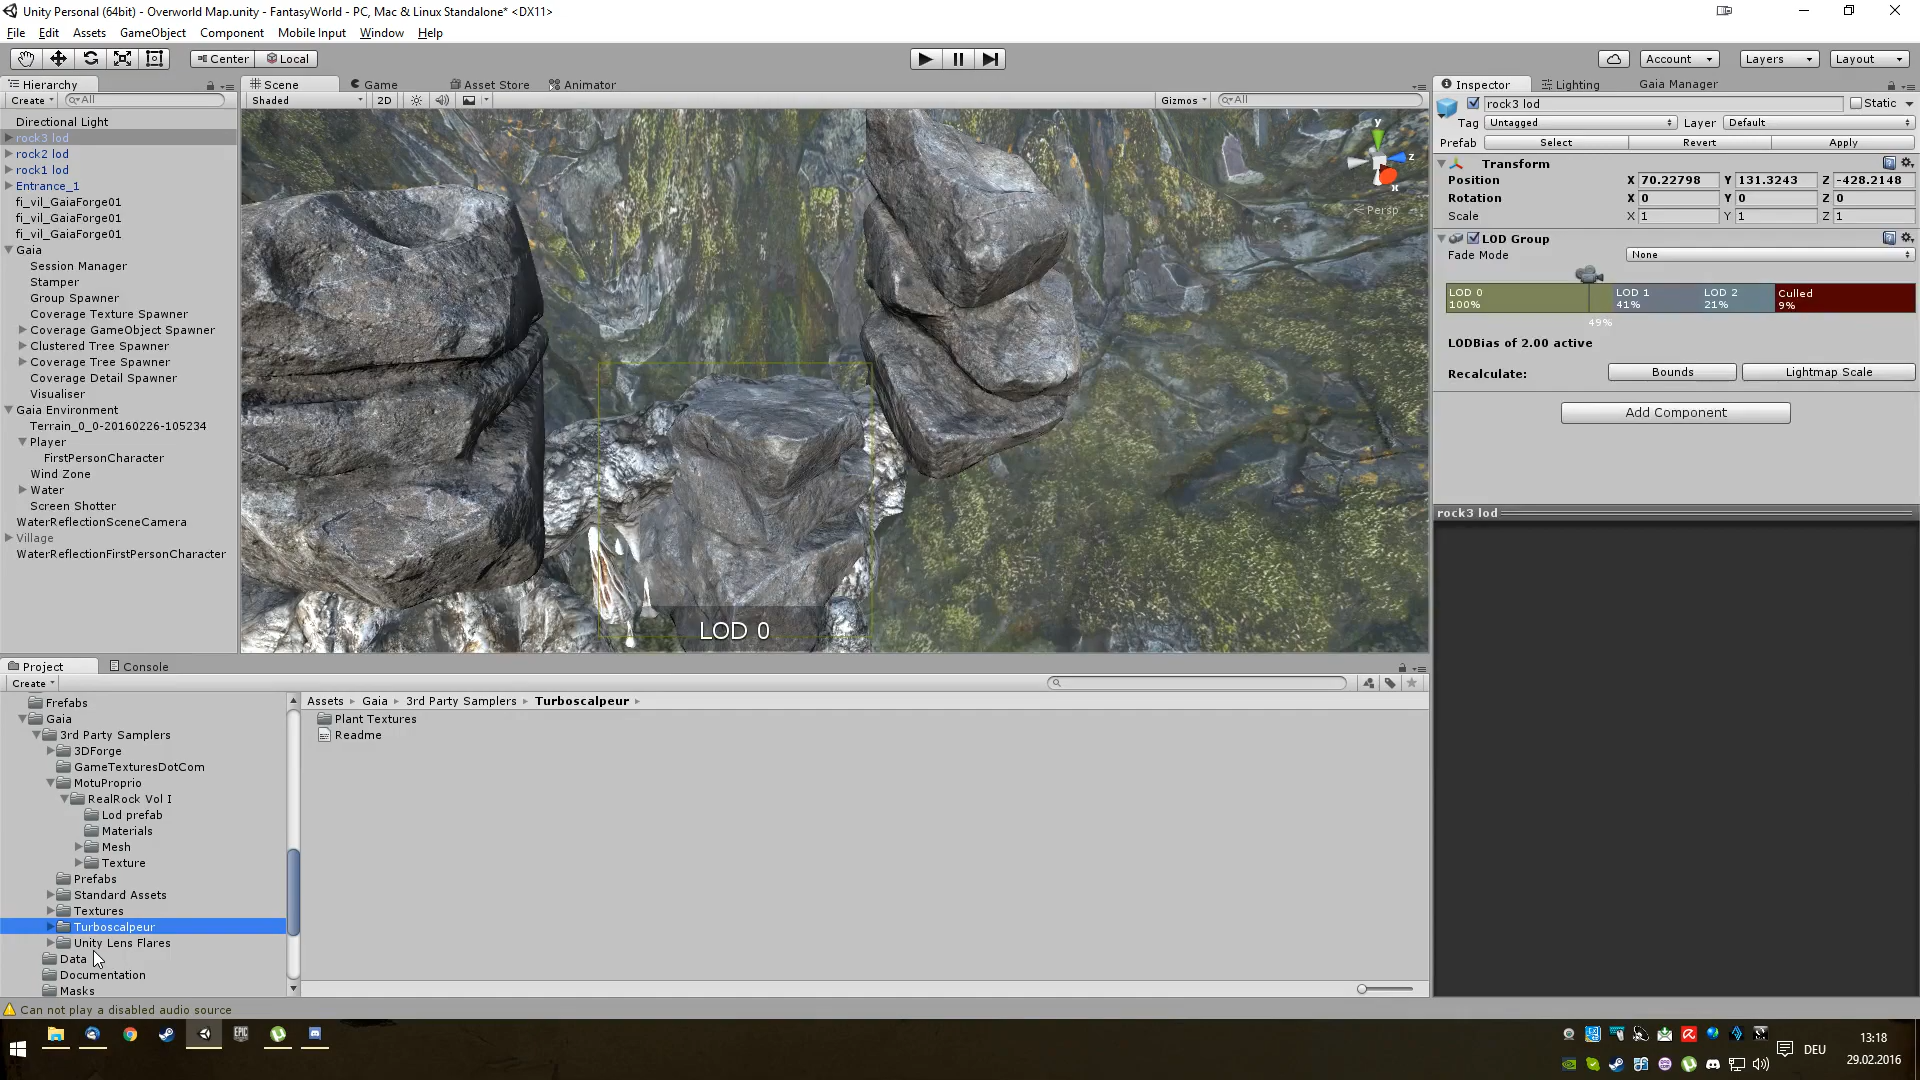 Unity Personal (64bit) - Overworld Map.unity - FantasyWorld - PC, Mac & Linux Standalone* <DX11>
File Edit Assets GameObject Component Mobile Input Window Help
Center Local Account Layers Layout
Hierarchy
Create All
Directional Light
rock3 lod
rock2 lod
rock1 lod
Entrance_1
fi_vil_GaiaForge01
fi_vil_GaiaForge01
fi_vil_GaiaForge01
Gaia
Session Manager
Stamper
Group Spawner
Coverage Texture Spawner
Coverage GameObject Spawner
Clustered Tree Spawner
Coverage Tree Spawner
Coverage Detail Spawner
Visualiser
Gaia Environment
Terrain_0_0-20160226-105234
Player
FirstPersonCharacter
Wind Zone
Water
Screen Shotter
WaterReflectionSceneCamera
Village
WaterReflectionFirstPersonCharacter
Scene Game Asset Store Animator
Shaded 2D Gizmos All
y
z
x
Persp
LOD 0
Inspector Lighting Gaia Manager
rock3 lod Static
Tag Untagged Layer Default
Prefab Select Revert Apply
Transform
Position X 70.22798 Y 131.3243 Z -428.2148
Rotation X 0 Y 0 Z 0
Scale X 1 Y 1 Z 1
LOD Group
Fade Mode None
LOD 0 LOD 1 LOD 2 Culled
100% 41% 21% 9%
49%
LODBias of 2.00 active
Recalculate: Bounds Lightmap Scale
Add Component
rock3 lod
Project Console
Create
Prefabs
Gaia
3rd Party Samplers
3DForge
GameTexturesDotCom
MotuProprio
RealRock Vol I
Lod prefab
Materials
Mesh
Texture
Prefabs
Standard Assets
Textures
Turboscalpeur
Unity Lens Flares
Data
Documentation
Masks
Assets Gaia 3rd Party Samplers Turboscalpeur
Plant Textures
Readme
Can not play a disabled audio source
EPIC
DEU
13:18
29.02.2016